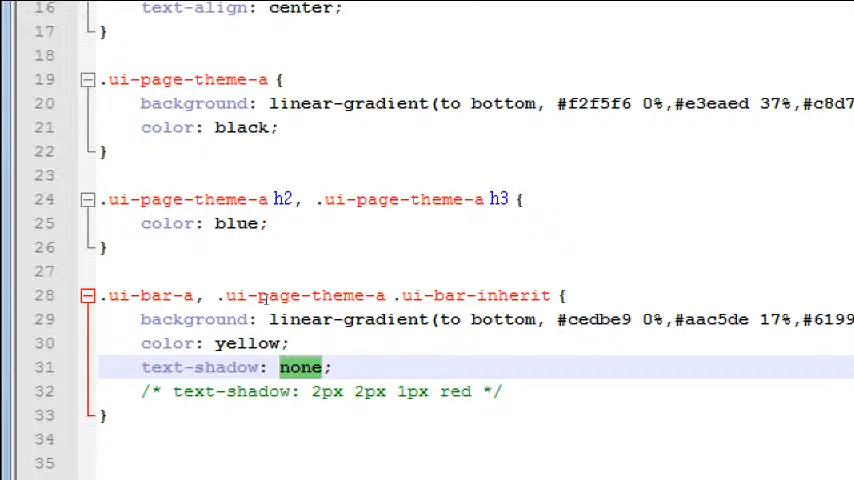 16 text-align: center;
17 }
18
19 .ui-page-theme-a {
20 background: linear-gradient(to bottom, #f2f5f6 0%,#e3eaed 37%,#c8d7
21 color: black;
22 }
23
24 .ui-page-theme-a h2, .ui-page-theme-a h3 {
25 color: blue;
26 }
27
28 .ui-bar-a, .ui-page-theme-a .ui-bar-inherit {
29 background: linear-gradient(to bottom, #cedbe9 0%,#aac5de 17%,#6199
30 color: yellow;
31 text-shadow: none;
32 /* text-shadow: 2px 2px 1px red */
33 }
34
35